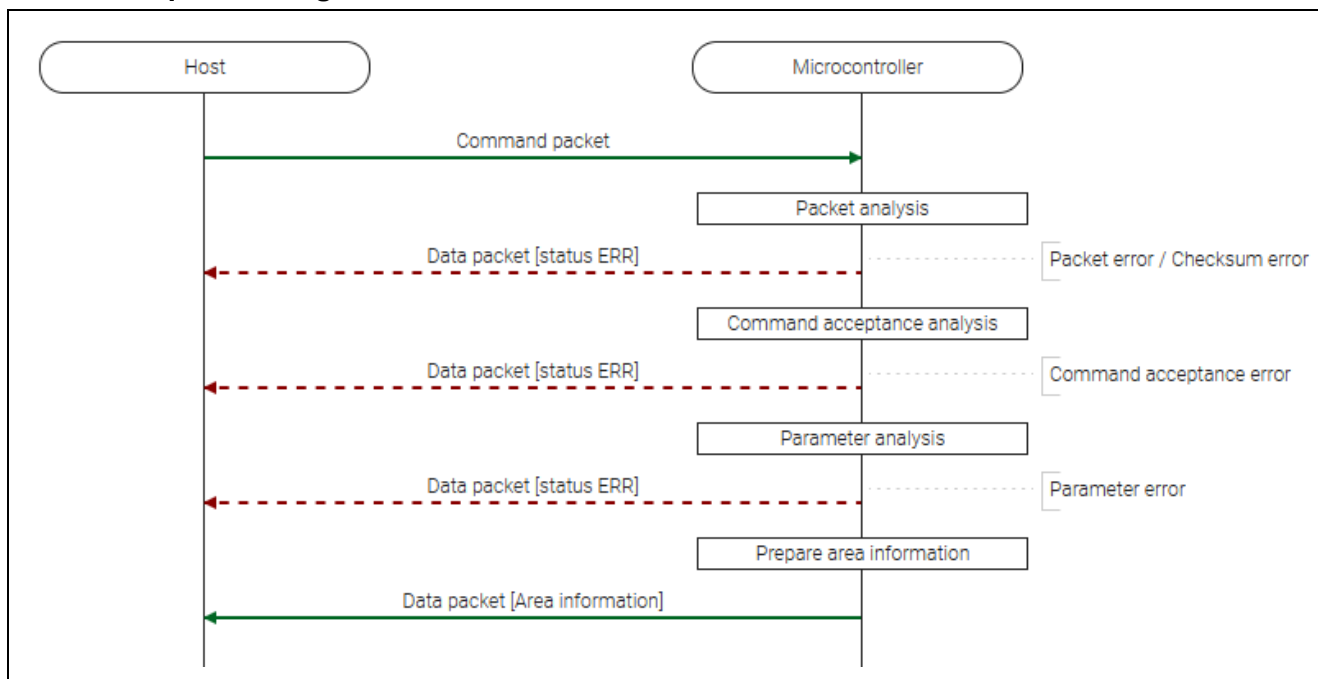 Host
Microcontroller
Command packet
Packet analysis
Data packet [status ERR]
Packet error / Checksum error
Command acceptance analysis
Data packet [status ERR]
Command acceptance error
Parameter analysis
Data packet [status ERR]
Parameter error
Prepare area information
Data packet [Area information]